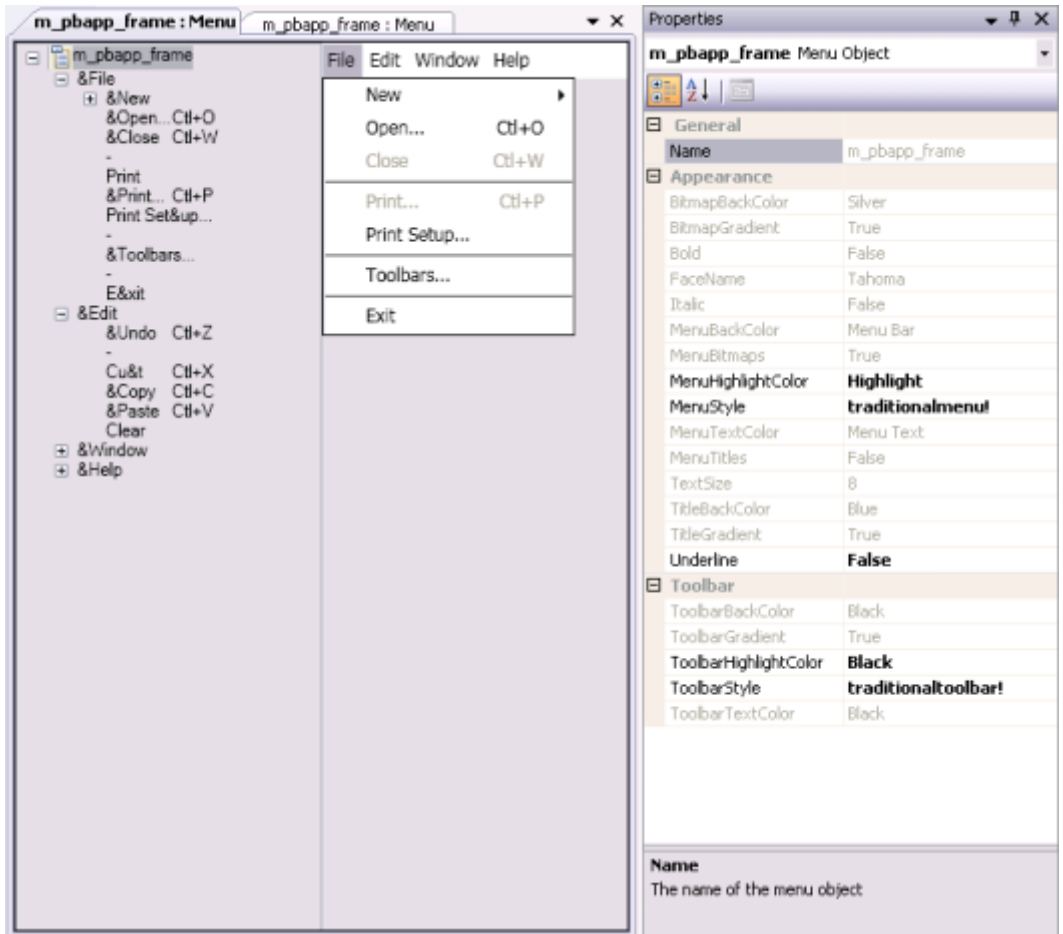 m_pbapp_frame : Menu
m_pbapp_frame : Menu
m_pbapp_frame
&File
&New
&Open... Ctl+O
&Close Ctl+W
-
Print
&Print... Ctl+P
Print Set&up...
-
&Toolbars...
-
E&xit
&Edit
&Undo Ctl+Z
-
Cu&t Ctl+X
&Copy Ctl+C
&Paste Ctl+V
Clear
&Window
&Help
File Edit Window Help
New
Open... Ctl+O
Close Ctl+W
Print... Ctl+P
Print Setup...
Toolbars...
Exit
Properties
m_pbapp_frame Menu Object
General
Name m_pbapp_frame
Appearance
BitmapBackColor Silver
BitmapGradient True
Bold False
FaceName Tahoma
Italic False
MenuBackColor Menu Bar
MenuBitmaps True
MenuHighlightColor Highlight
MenuStyle traditionalmenu!
MenuTextColor Menu Text
MenuTitles False
TextSize 8
TitleBackColor Blue
TitleGradient True
Underline False
Toolbar
ToolbarBackColor Black
ToolbarGradient True
ToolbarHighlightColor Black
ToolbarStyle traditionaltoolbar!
ToolbarTextColor Black
Name
The name of the menu object